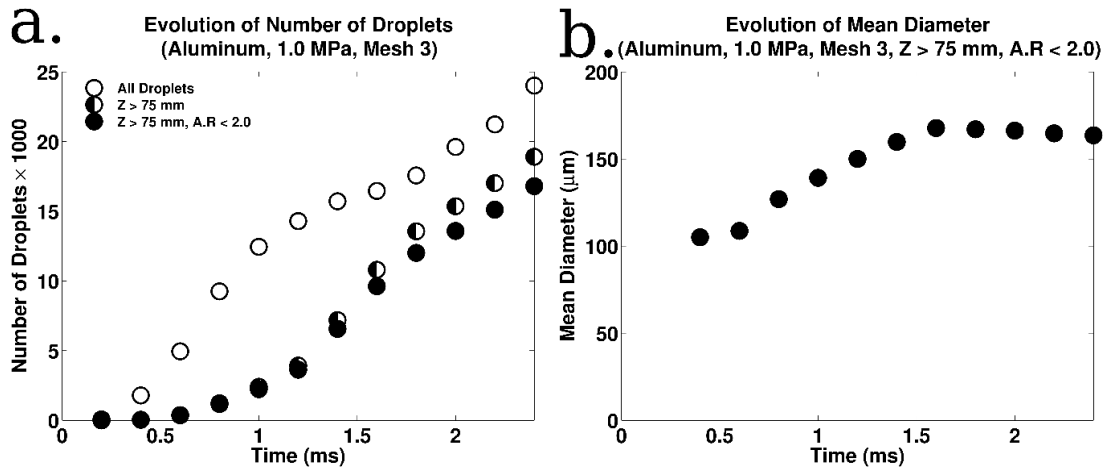 a.
Evolution of Number of Droplets
(Aluminum, 1.0 MPa, Mesh 3)
All Droplets
Z > 75 mm
Z > 75 mm, A.R < 2.0
Number of Droplets × 1000
25
20
15
10
5
0
0
0.5
1
1.5
2
Time (ms)
b.
Evolution of Mean Diameter
(Aluminum, 1.0 MPa, Mesh 3, Z > 75 mm, A.R < 2.0)
Mean Diameter (μm)
200
150
100
50
0
0
0.5
1
1.5
2
Time (ms)